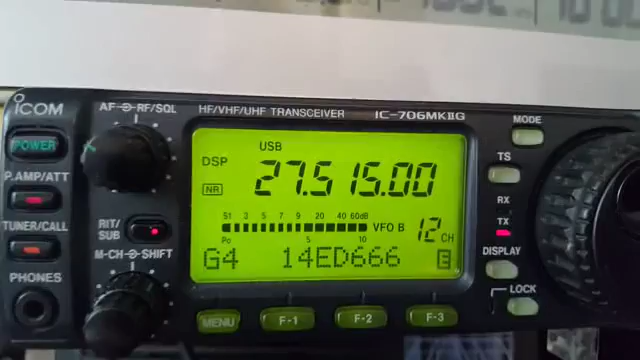 ICOM
AF RF/SQL
HF/VHF/UHF TRANSCEIVER
IC-706MKIIG
POWER
MODE
USB
DSP
27.515.00
TS
P.AMP/ATT
NR
RX
S1 3 5 7 9 20 40 60dB
TX
TUNER/CALL
RIT/SUB
VFO B
12CH
Po 5 10
M-CH SHIFT
G4 14ED666 E
DISPLAY
PHONES
LOCK
MENU
F-1
F-2
F-3